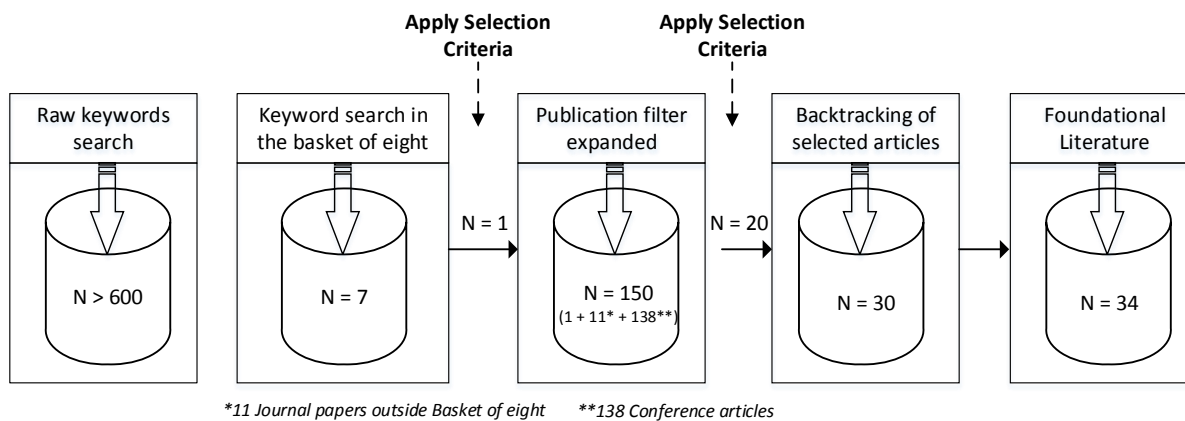 Apply Selection
Criteria
Apply Selection
Criteria
Raw keywords
search
Keyword search in
the basket of eight
Publication filter
expanded
Backtracking of
selected articles
Foundational
Literature
N = 1
N = 20
N > 600
N = 7
N = 150
(1 + 11* + 138**)
N = 30
N = 34
*11 Journal papers outside Basket of eight
**138 Conference articles